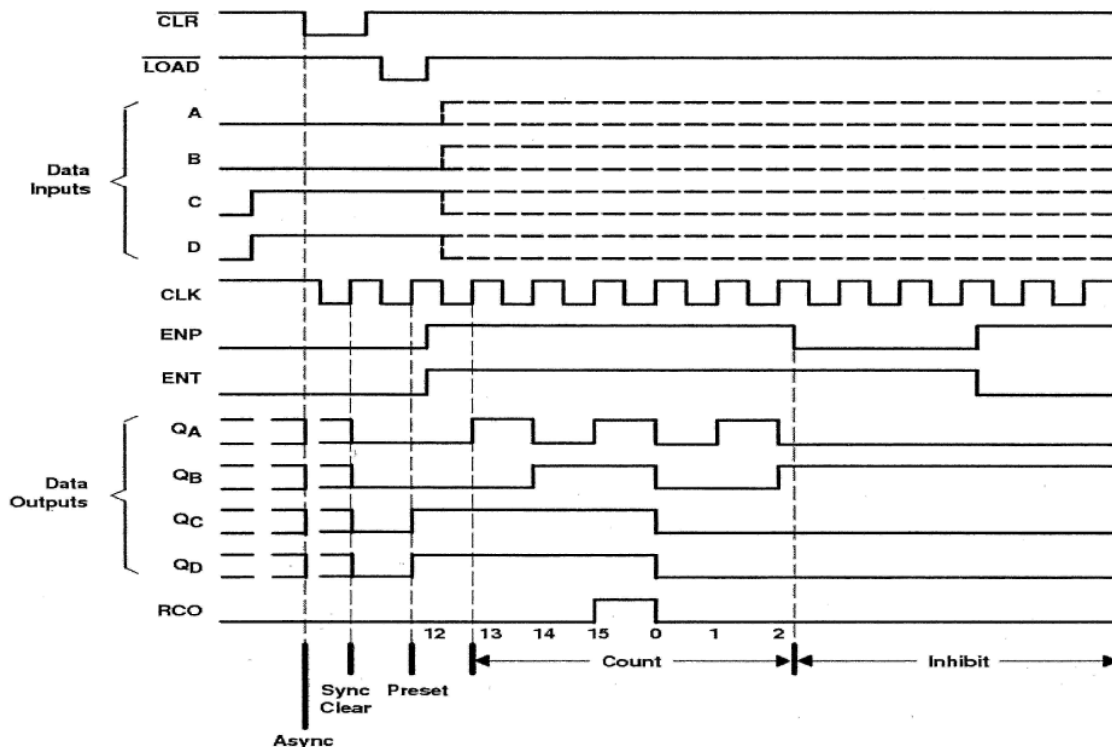 CLR
LOAD
A
B
Data
Inputs
C
D
CLK
ENP
ENT
QA
QB
Data
Outputs
QC
QD
RCO
12 13 14 15 0 1 2
Count Inhibit
Sync
Clear
Preset
Async